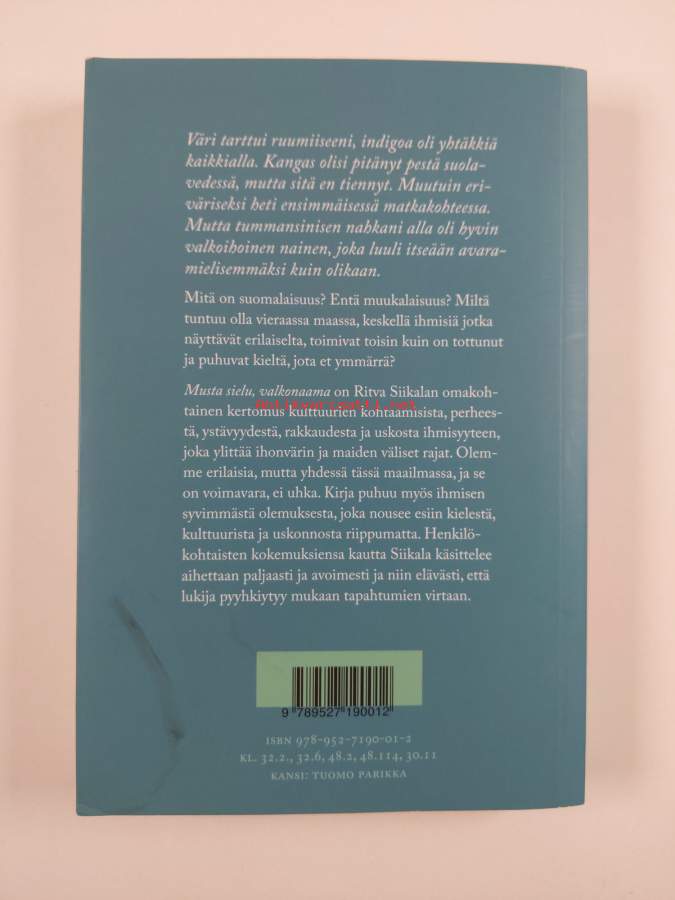 Väri tarttui ruumiiseeni, indigoa oli yhtäkkiä
kaikkialla. Kangas olisi pitänyt pestä suola-
vedessä, mutta sitä en tiennyt. Muutuin eri-
väriseksi heti ensimmäisessä matkakohteessa.
Mutta tummansinisen nahkani alla oli hyvin
valkoihoinen nainen, joka luuli itseään avara-
mielisemmäksi kuin olikaan.
Mitä on suomalaisuus? Entä muukalaisuus? Miltä
tuntuu olla vieraassa maassa, keskellä ihmisiä jotka
näyttävät erilaiselta, toimivat toisin kuin on tottunut
ja puhuvat kieltä, jota et ymmärrä?
Musta sielu, valkonaama on Ritva Siikalan omakoh-
Antikvariaatti.net
tainen kertomus kulttuurien kohtaamisista, perhees-
tä, ystävyydestä, rakkaudesta ja uskosta ihmisyyteen,
joka ylittää ihonvärin ja maiden väliset rajat. Olem-
me erilaisia, mutta yhdessä tässä maailmassa, ja se
on voimavara, ei uhka. Kirja puhuu myös ihmisen
syvimmästä olemuksesta, joka nousee esiin kielestä,
kulttuurista ja uskonnosta riippumatta. Henkilö-
kohtaisten kokemuksiensa kautta Siikala käsittelee
aihettaan paljaasti ja avoimesti ja niin elävästi, että
lukija pyyhkiytyy mukaan tapahtumien virtaan.
9 789527 190012
ISBN 978-952-7190-01-2
KL. 32.2., 32.6, 48.2, 48.114, 30.11
KANSI: TUOMO PARIKKA